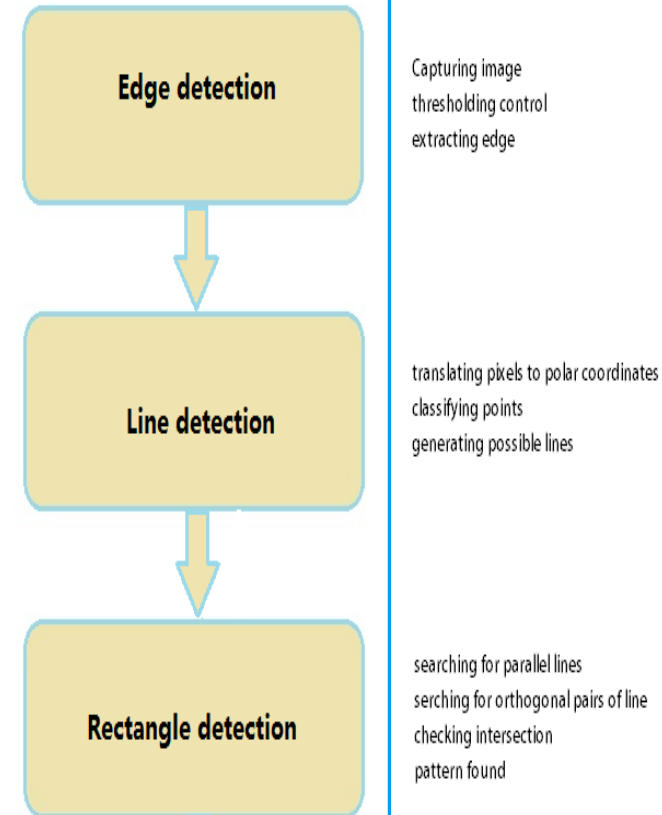 Edge detection
Capturing image
thresholding control
extracting edge
Line detection
translating pixels to polar coordinates
classifying points
generating possible lines
Rectangle detection
searching for parallel lines
serching for orthogonal pairs of line
checking intersection
pattern found